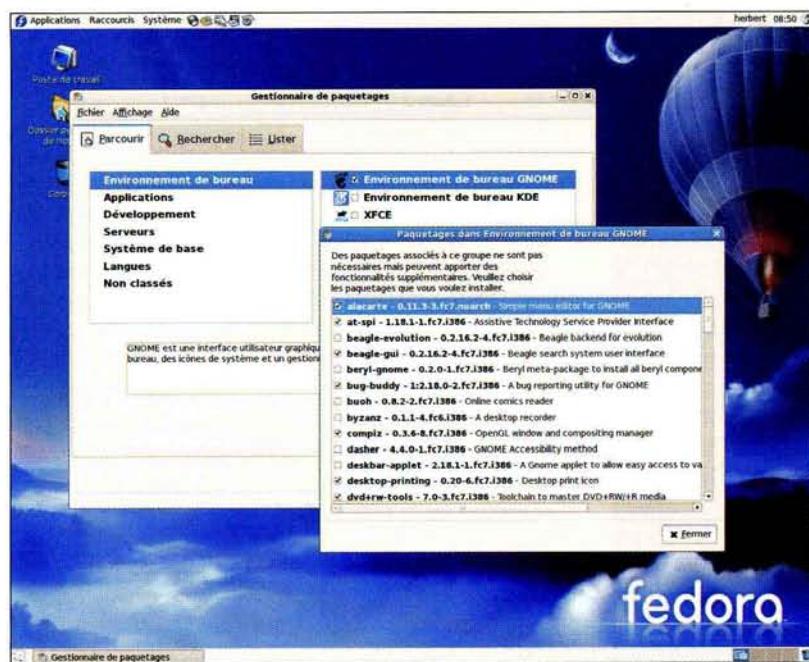 Applications Raccourcis Système
herbert 08:50
Poste de travail
Gestionnaire de paquetages
Fichier Affichage Aide
Parcourir Rechercher Lister
Environnement de bureau
Applications
Développement
Serveurs
Système de base
Langues
Non classés
Environnement de bureau GNOME
Environnement de bureau KDE
XFCE
GNOME est une interface utilisateur graphiqu
bureau, des icônes de système et un gestion
Paquetages dans Environnement de bureau GNOME
Des paquetages associés à ce groupe ne sont pas
nécessaires mais peuvent apporter des
fonctionnalités supplémentaires. Veuillez choisir
les paquetages que vous voulez installer.
alacarte - 0.11.3-3.fc7.noarch - Simple menu editor for GNOME
at-spi - 1.18.1-1.fc7.i386 - Assistive Technology Service Provider Interface
beagle-evolution - 0.2.16.2-4.fc7.i386 - Beagle backend for evolution
beagle-gui - 0.2.16.2-4.fc7.i386 - Beagle search system user interface
beryl-gnome - 0.2.0-1.fc7.i386 - Beryl meta-package to install all beryl compone
bug-buddy - 1:2.18.0-2.fc7.i386 - A bug reporting utility for GNOME
buoh - 0.8.2-2.fc7.i386 - Online comics reader
byzanz - 0.1.1-4.fc6.i386 - A desktop recorder
compiz - 0.3.6-8.fc7.i386 - OpenGL window and compositing manager
dasher - 4.4.0-1.fc7.i386 - GNOME Accessibility method
deskbar-applet - 2.18.1-1.fc7.i386 - A Gnome applet to allow easy access to va
desktop-printing - 0.20-6.fc7.i386 - Desktop print icon
dvd+rw-tools - 7.0-3.fc7.i386 - Toolchain to master DVD+RW/+R media
Fermer
fedora
Gestionnaire de paquetages